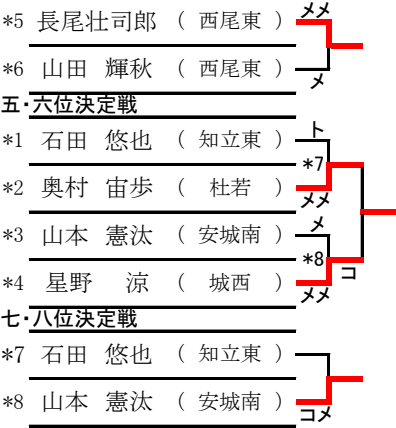 *5 長尾壮司郎 ( 西尾東 ) メメ
*6 山田 輝秋 ( 西尾東 ) メ
五・六位決定戦
*1 石田 悠也 ( 知立東 ) ト
*7
*2 奥村 宙歩 ( 杜若 ) メメ
*3 山本 憲汰 ( 安城南 ) メ
*8 コ
*4 星野 涼 ( 城西 ) メメ
七・八位決定戦
*7 石田 悠也 ( 知立東 )
*8 山本 憲汰 ( 安城南 ) コメ